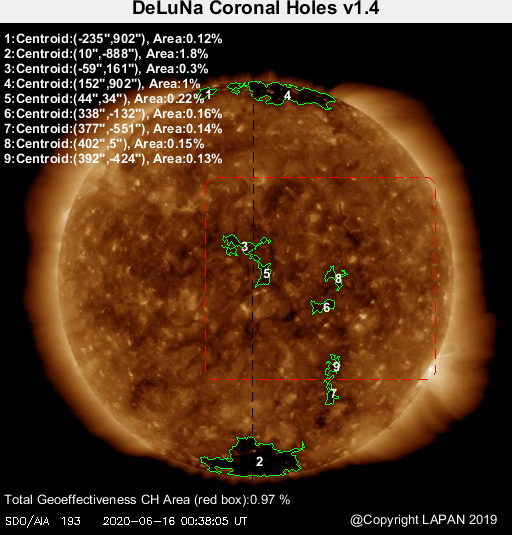 DeLuNa Coronal Holes v1.4
1:Centroid:(-235",902"), Area:0.12%
2:Centroid:(10",-888"), Area:1.8%
3:Centroid:(-59",161"), Area:0.3%
4:Centroid:(152",902"), Area:1%
5:Centroid:(44",34"), Area:0.22%
6:Centroid:(338",-132"), Area:0.16%
7:Centroid:(377",-551"), Area:0.14%
8:Centroid:(402",5"), Area:0.15%
9:Centroid:(392",-424"), Area:0.13%
1
4
3
5
8
6
9
7
2
Total Geoeffectiveness CH Area (red box):0.97 %
SDO/AIA 193 2020-06-16 00:38:05 UT
@Copyright LAPAN 2019